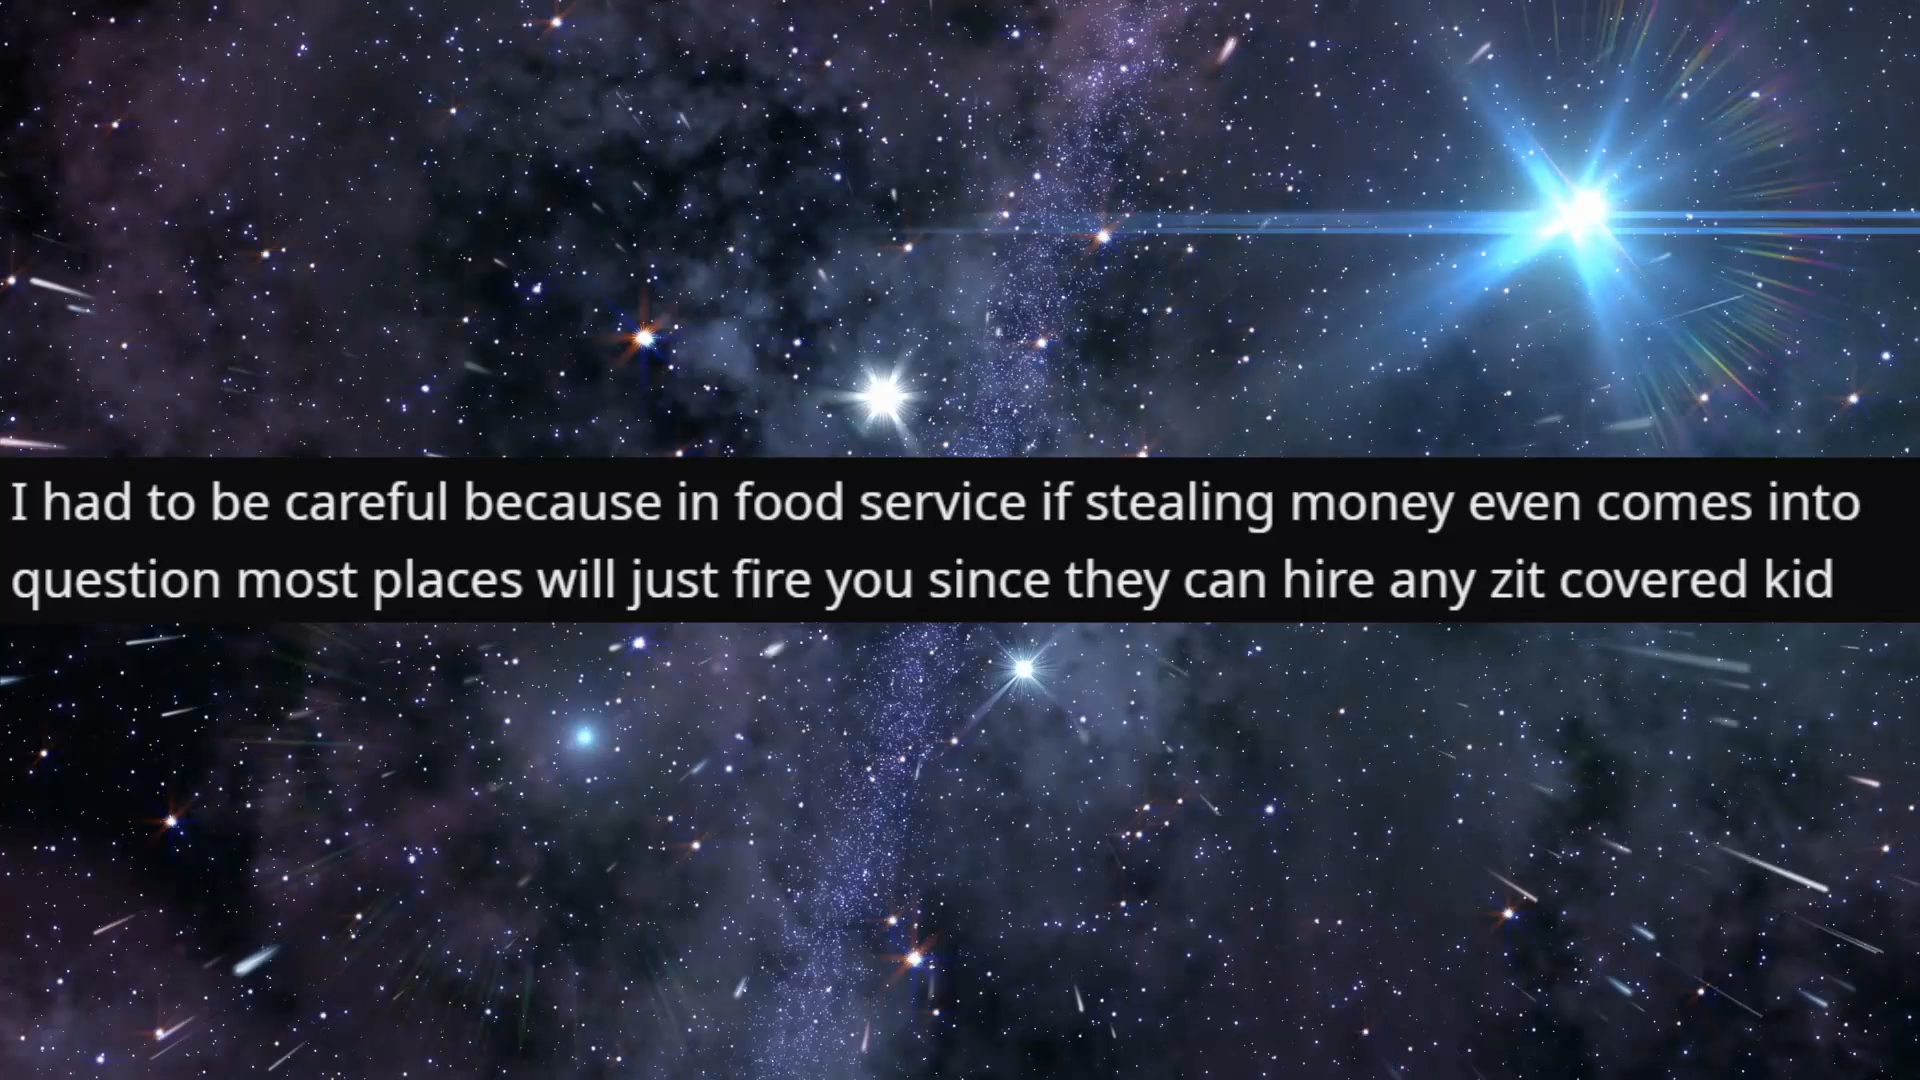 I had to be careful because in food service if stealing money even comes into
question most places will just fire you since they can hire any zit covered kid